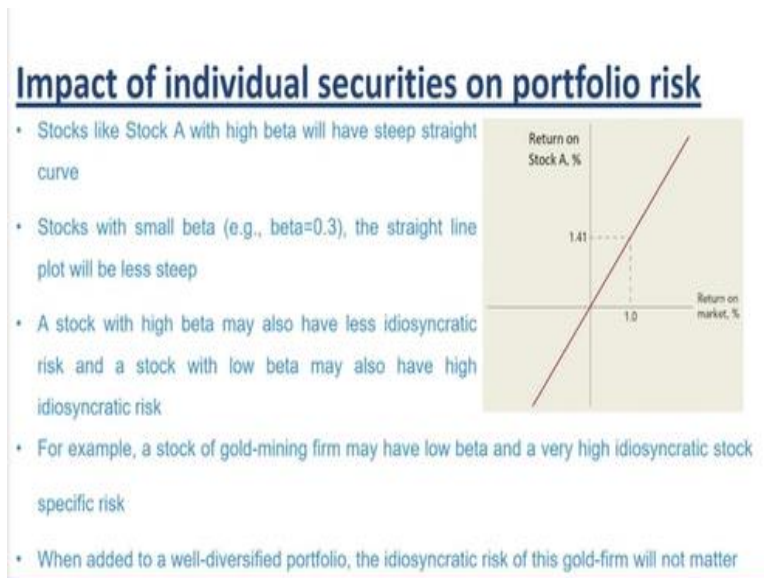 Impact of individual securities on portfolio risk
• Stocks like Stock A with high beta will have steep straight
curve
• Stocks with small beta (e.g., beta=0.3), the straight line
plot will be less steep
• A stock with high beta may also have less idiosyncratic
risk and a stock with low beta may also have high
idiosyncratic risk
• For example, a stock of gold-mining firm may have low beta and a very high idiosyncratic stock
specific risk
• When added to a well-diversified portfolio, the idiosyncratic risk of this gold-firm will not matter
Return on
Stock A, %
1.41
1.0
Return on
market, %